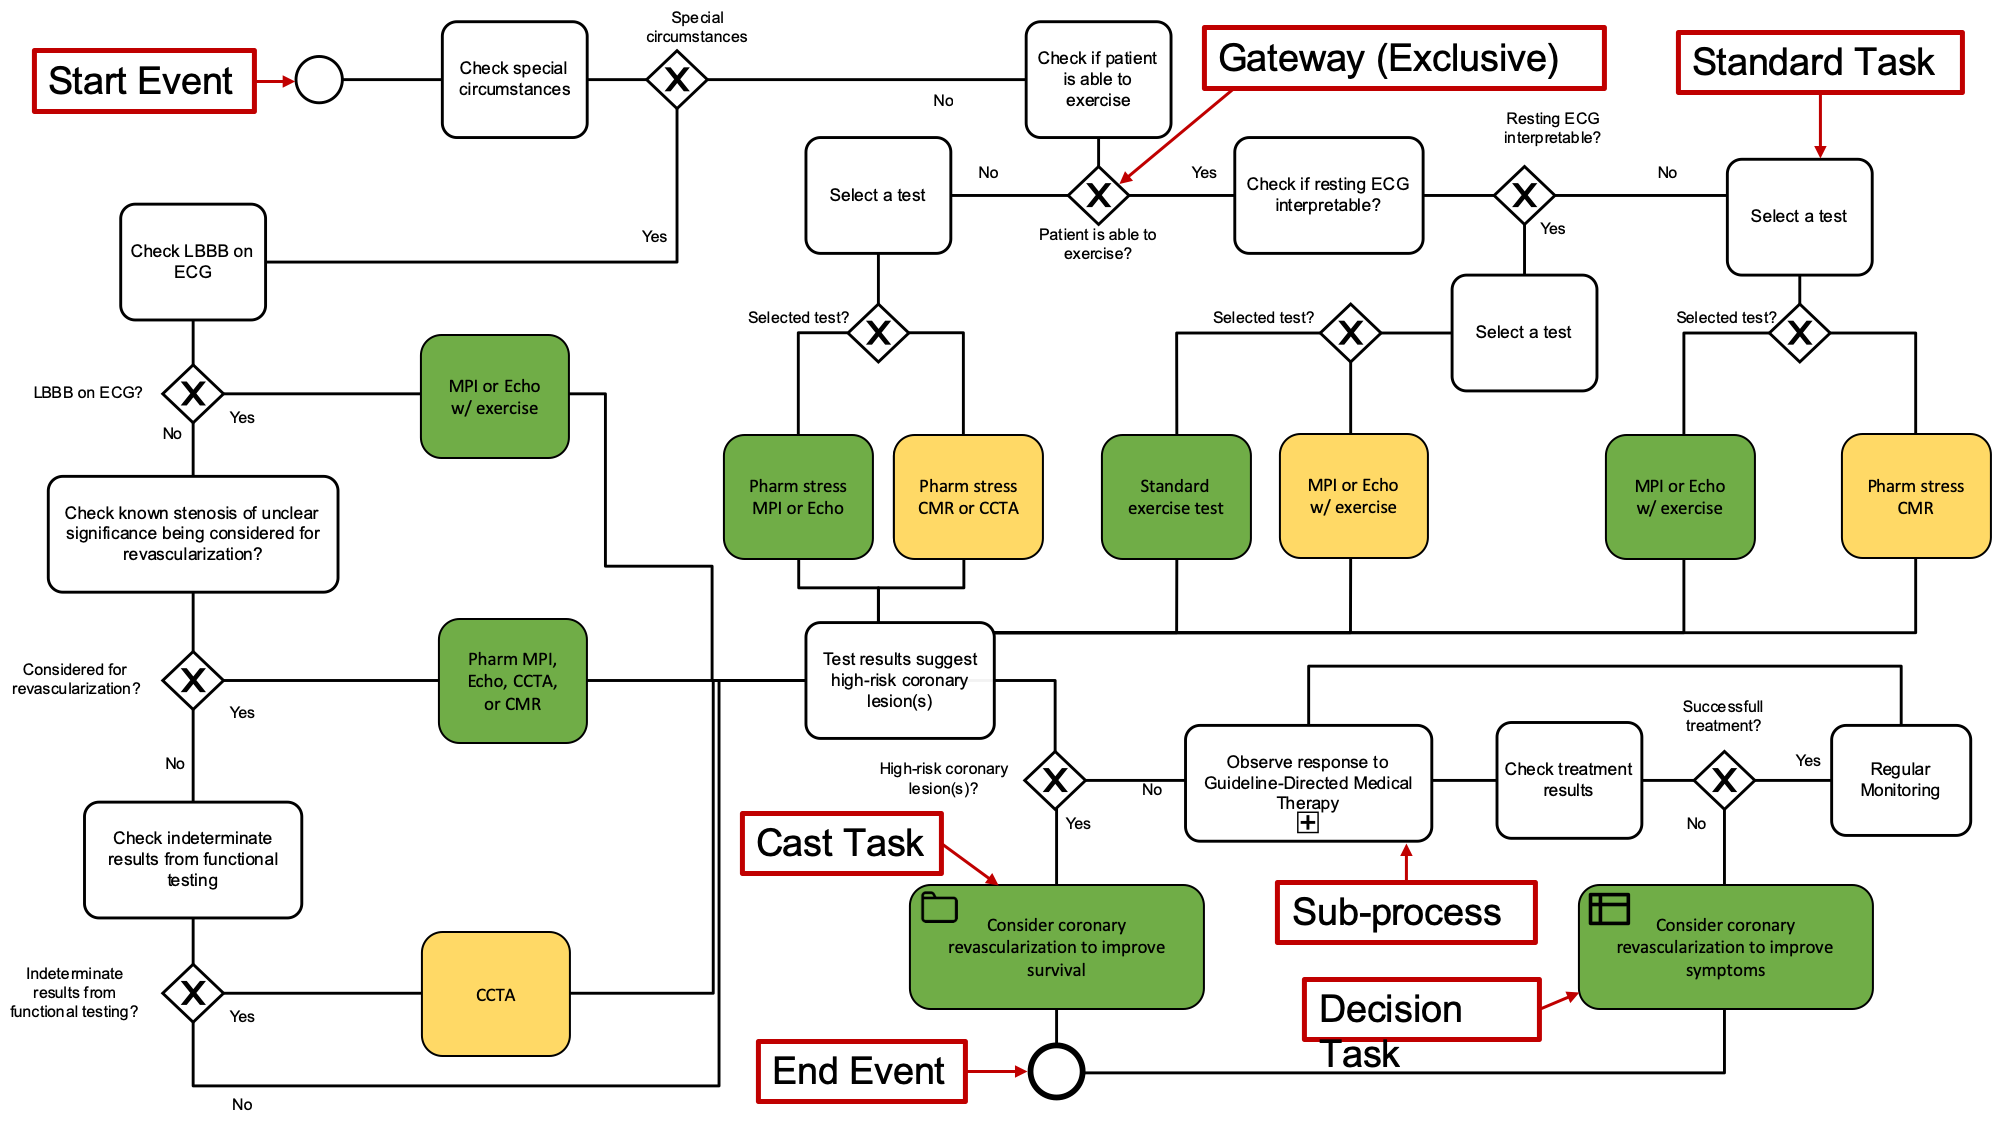 Start Event
Check special
circumstances
Special
circumstances
No
Yes
Check if patient
is able to
exercise
Gateway (Exclusive)
Standard Task
Select a test
No
Patient is able to
exercise?
Yes
Check if resting ECG
interpretable?
Resting ECG
interpretable?
No
Yes
Select a test
Select a test
Check LBBB on
ECG
LBBB on ECG?
Yes
No
MPI or Echo
w/ exercise
Selected test?
Selected test?
Selected test?
Pharm stress
MPI or Echo
Pharm stress
CMR or CCTA
Standard
exercise test
MPI or Echo
w/ exercise
MPI or Echo
w/ exercise
Pharm stress
CMR
Check known stenosis of unclear
significance being considered for
revascularization?
Considered for
revascularization?
Yes
No
Pharm MPI,
Echo, CCTA,
or CMR
Test results suggest
high-risk coronary
lesion(s)
High-risk coronary
lesion(s)?
No
Yes
Observe response to
Guideline-Directed Medical
Therapy
Check treatment
results
Successfull
treatment?
Yes
No
Regular
Monitoring
Check indeterminate
results from functional
testing
Indeterminate
results from
functional testing?
Yes
No
CCTA
Cast Task
Consider coronary
revascularization to improve
survival
Sub-process
Consider coronary
revascularization to improve
symptoms
Decision
Task
End Event